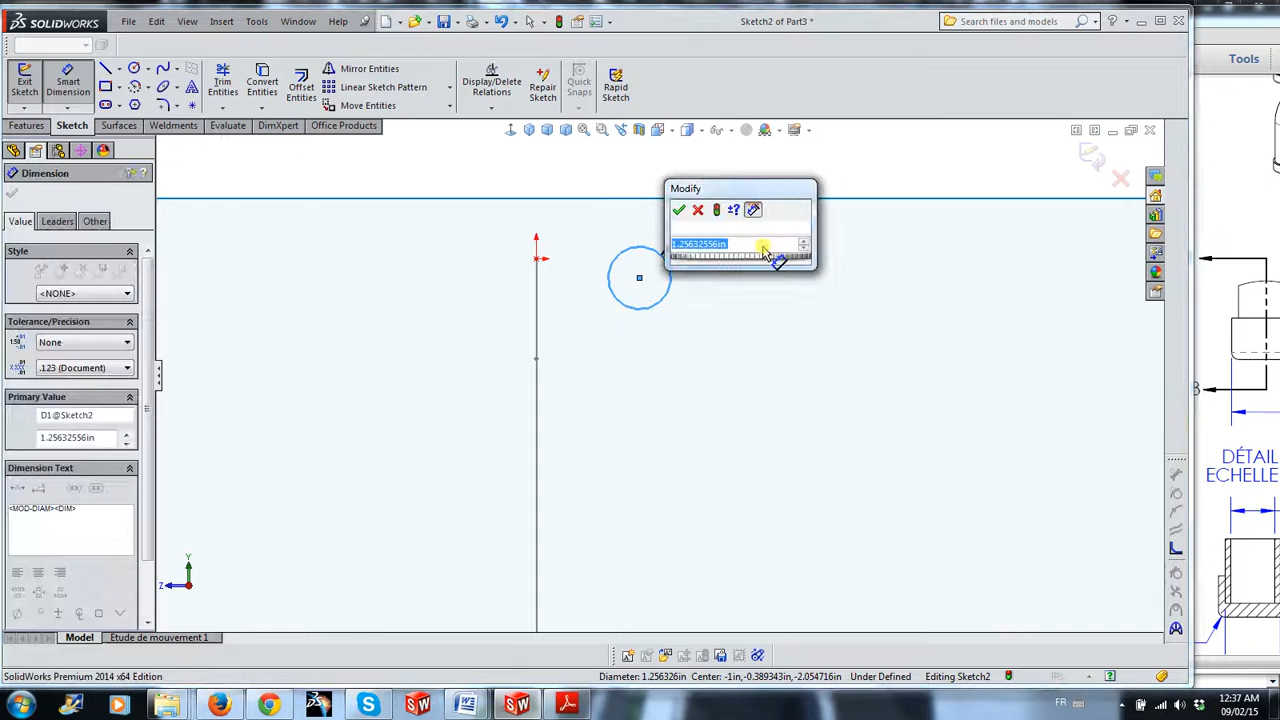 SOLIDWORKS File Edit View Insert Tools Window Help Sketch2 of Part3 * Search files and models
Tools
Exit Sketch
Smart Dimension
Trim Entities
Convert Entities
Offset Entities
Mirror Entities
Linear Sketch Pattern
Move Entities
Display/Delete Relations
Repair Sketch
Quick Snaps
Rapid Sketch
Features Sketch Surfaces Weldments Evaluate DimXpert Office Products
Dimension
Value Leaders Other
Style
<NONE>
Tolerance/Precision
None
.123 (Document)
Primary Value
D1@Sketch2
1.25632556in
Dimension Text
<MOD-DIAM><DIM>
Modify
1.25632556in
Y
Z
DÉTAIL
ECHELLE
Model Etude de mouvement 1
SolidWorks Premium 2014 x64 Edition Diameter: 1.256326in Center: -1in,-0.389343in,-2.054716in Under Defined Editing Sketch2
FR 12:37 AM
09/02/15